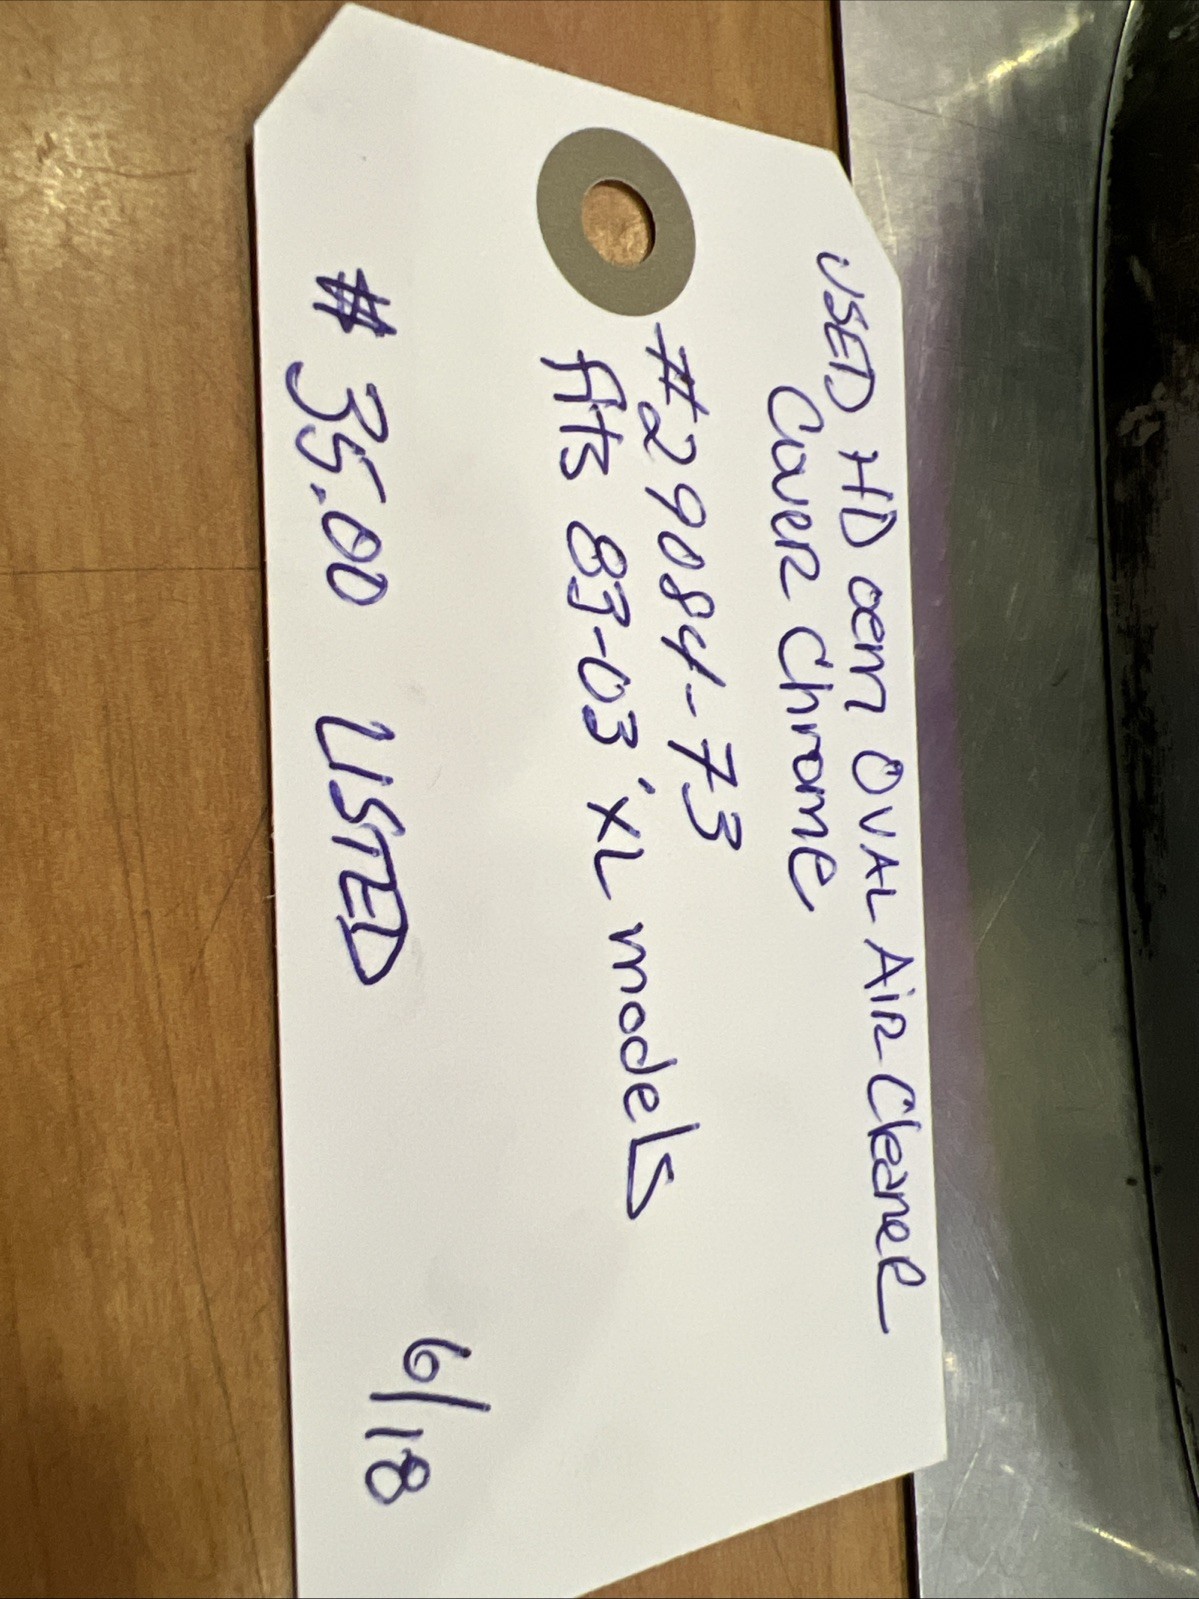 USED HD oem OVAL AiR Cleaner
Cover Chrome
#29084-73
fits 83-03' XL models
# 35.00 USED
6/18